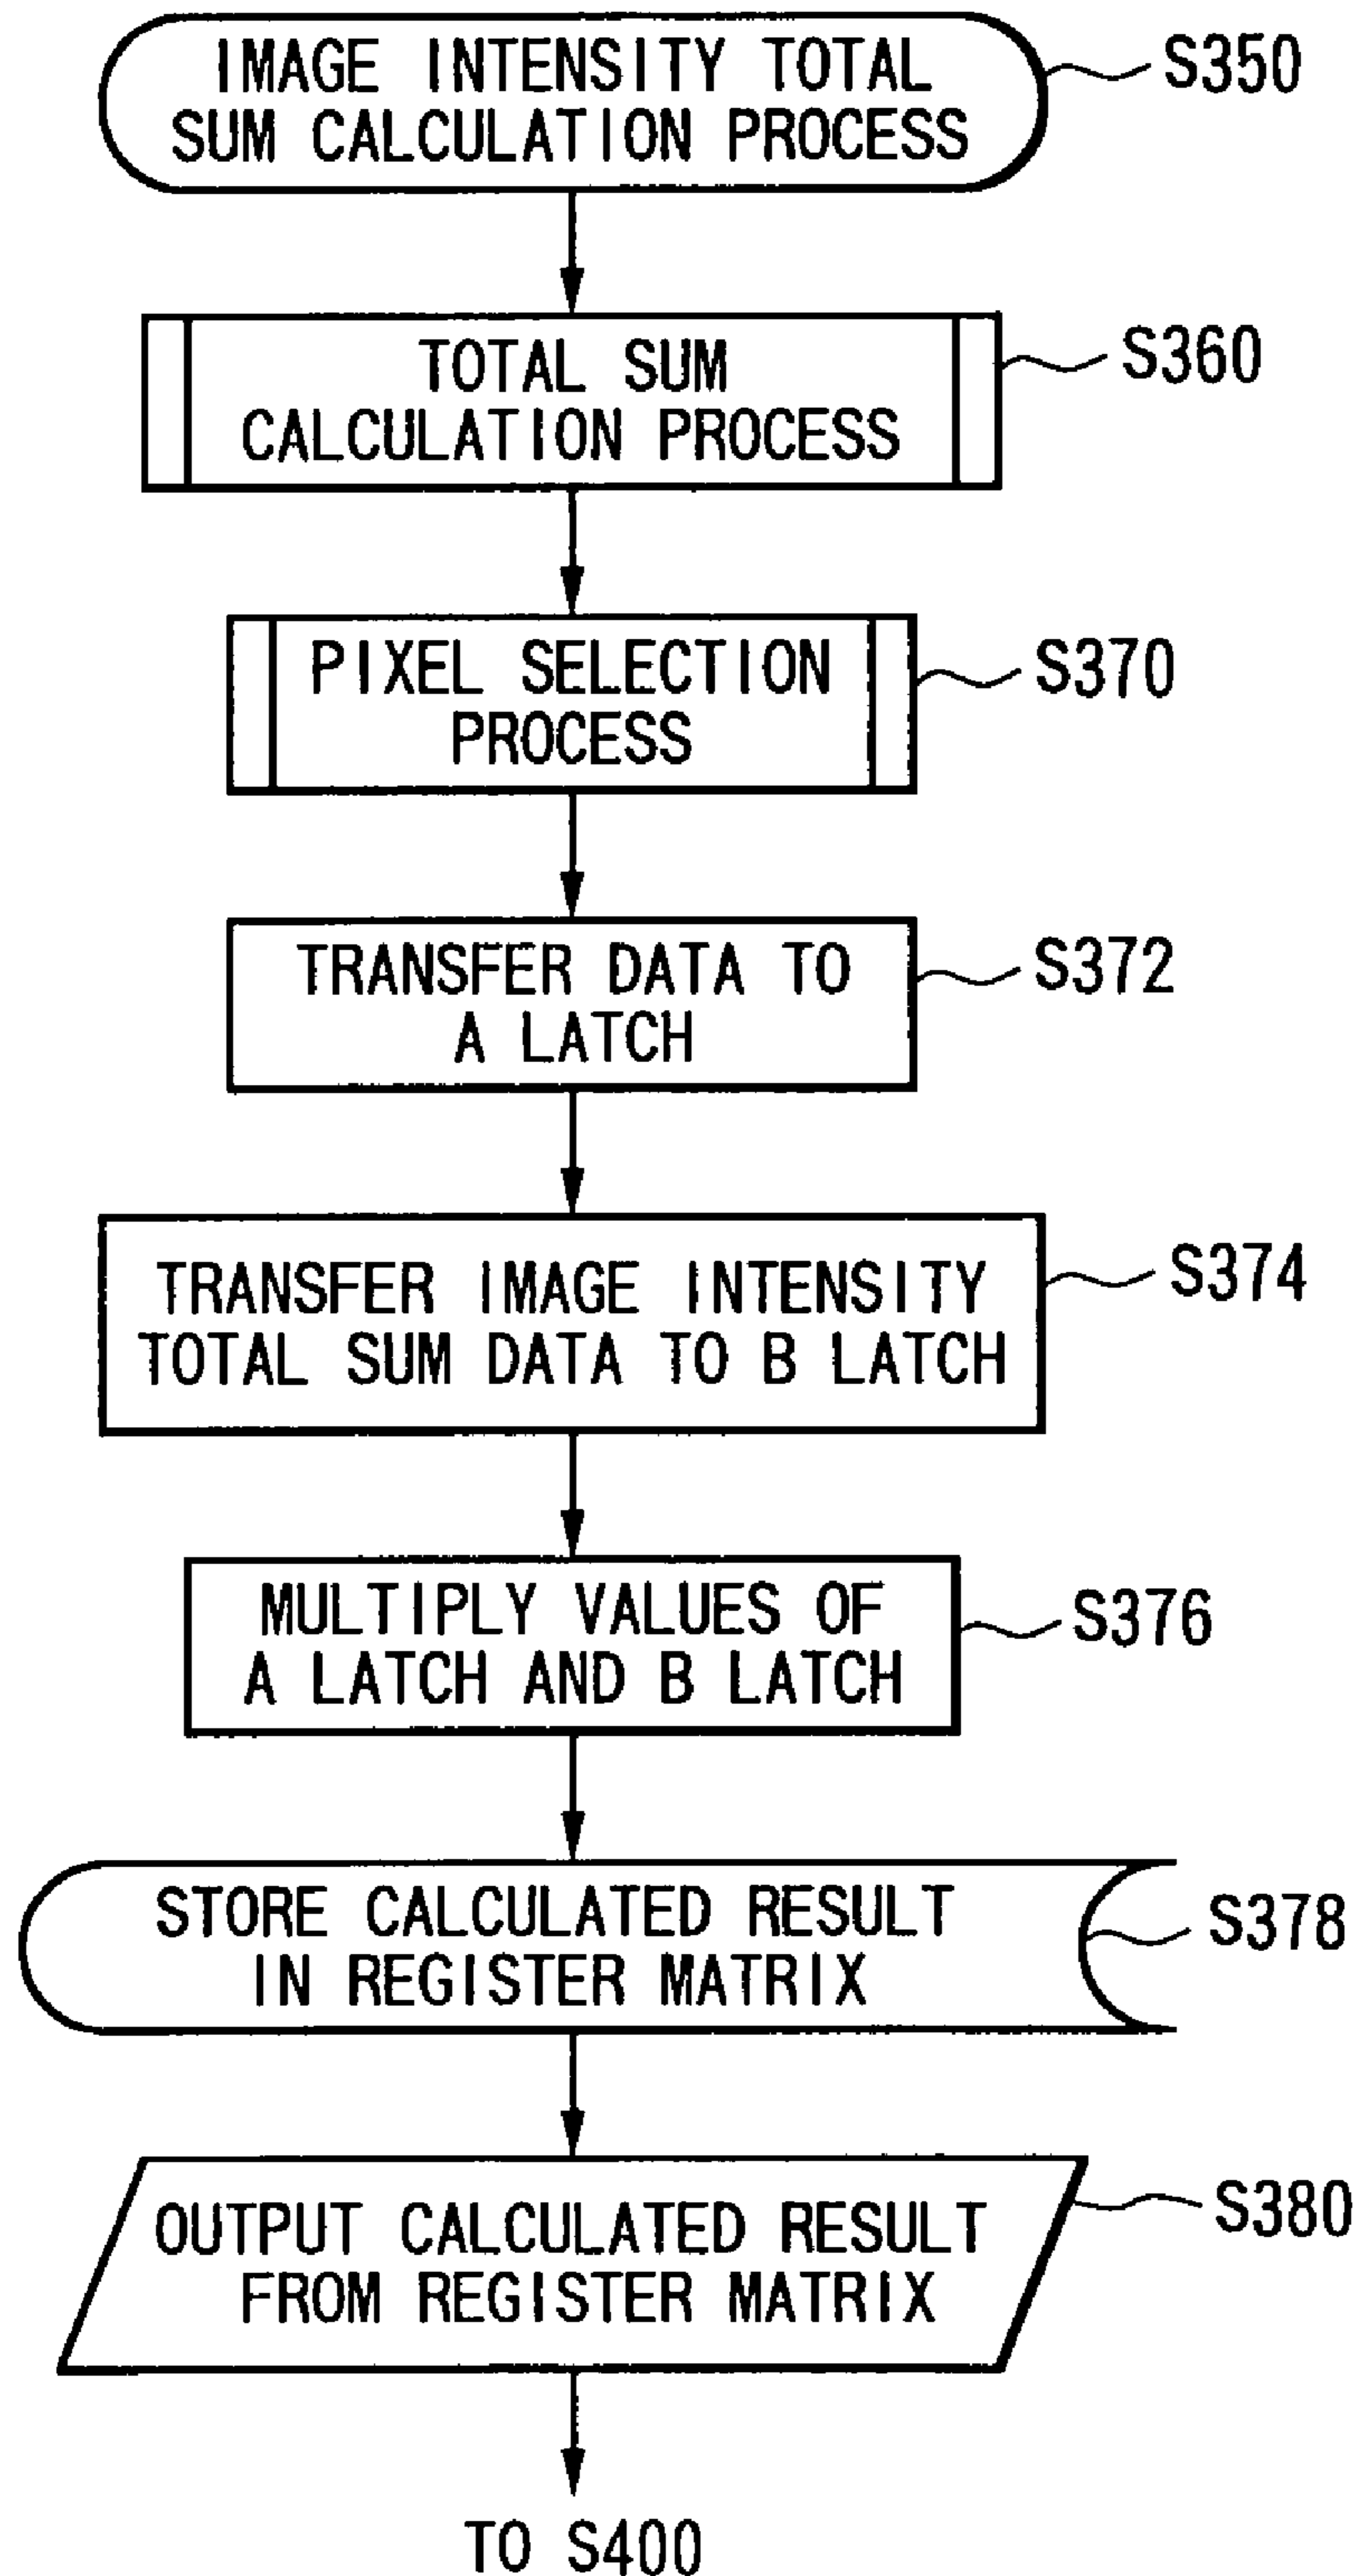 IMAGE INTENSITY TOTAL
SUM CALCULATION PROCESS
S350
TOTAL SUM
CALCULATION PROCESS
S360
PIXEL SELECTION
PROCESS
S370
TRANSFER DATA TO
A LATCH
S372
TRANSFER IMAGE INTENSITY
TOTAL SUM DATA TO B LATCH
S374
MULTIPLY VALUES OF
A LATCH AND B LATCH
S376
STORE CALCULATED RESULT
IN REGISTER MATRIX
S378
OUTPUT CALCULATED RESULT
FROM REGISTER MATRIX
S380
TO S400